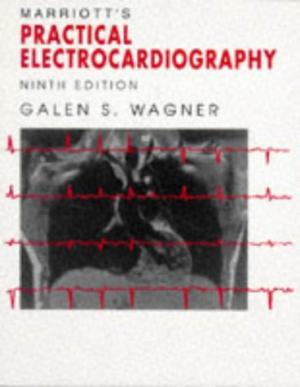 MARRIOTT'S
PRACTICAL
ELECTROCARDIOGRAPHY
NINTH EDITION
GALEN S. WAGNER